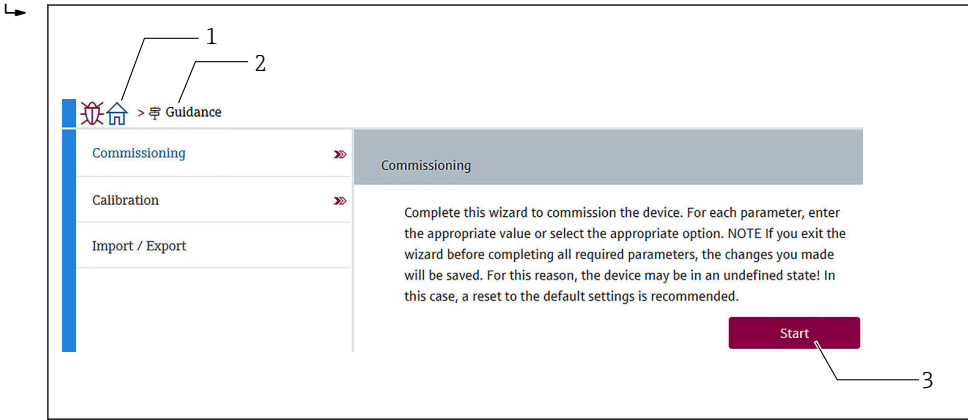 1
2
> Guidance
Commissioning
Calibration
Import / Export
Commissioning
Complete this wizard to commission the device. For each parameter, enter
the appropriate value or select the appropriate option. NOTE If you exit the
wizard before completing all required parameters, the changes you made
will be saved. For this reason, the device may be in an undefined state! In
this case, a reset to the default settings is recommended.
Start
3